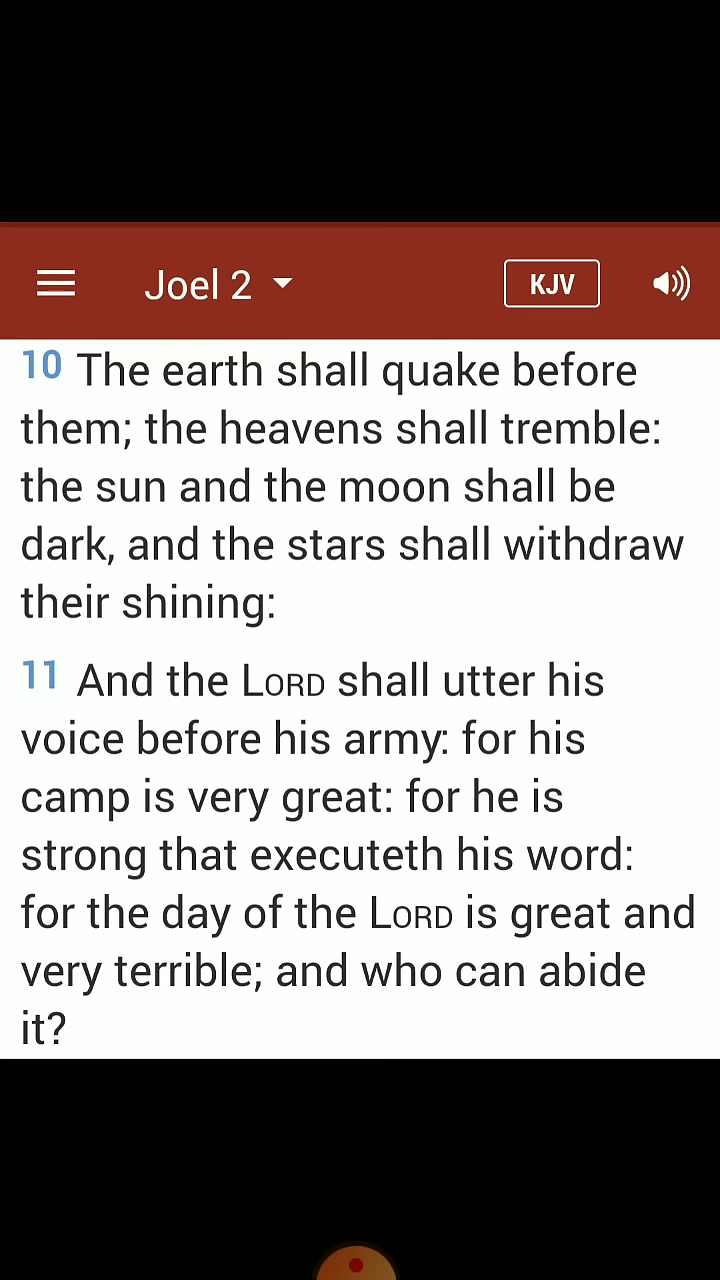 Joel 2
KJV
10 The earth shall quake before
them; the heavens shall tremble:
the sun and the moon shall be
dark, and the stars shall withdraw
their shining:
11 And the LORD shall utter his
voice before his army: for his
camp is very great: for he is
strong that executeth his word:
for the day of the LORD is great and
very terrible; and who can abide
it?